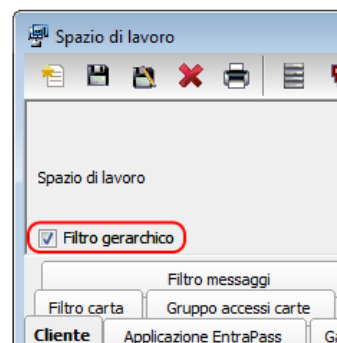 Spazio di lavoro
Spazio di lavoro
Filtro gerarchico
Filtro messaggi
Filtro carta Gruppo accessi carte
Cliente Applicazione EntraPass